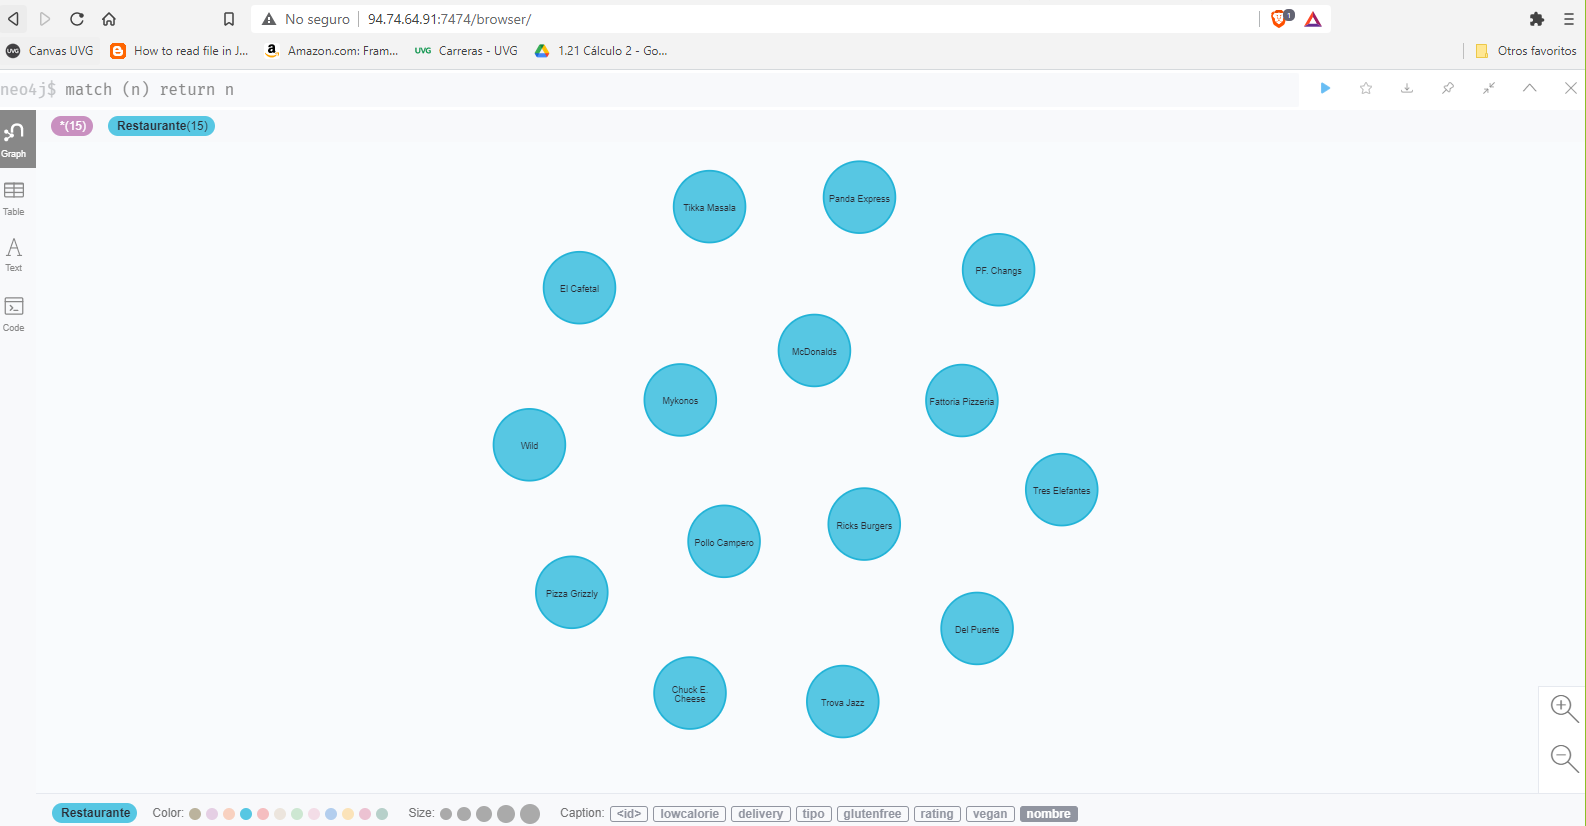 No seguro
94.74.64.91:7474/browser/
1
UVG Canvas UVG
How to read file in J...
Amazon.com: Fram...
UVG Carreras - UVG
1.21 Cálculo 2 - Go...
Otros favoritos
neo4j$ match (n) return n
*(15)
Restaurante(15)
Graph
Table
Text
Code
Tikka Masala
Panda Express
PF. Changs
El Cafetal
McDonalds
Mykonos
Fattoria Pizzeria
Wild
Tres Elefantes
Ricks Burgers
Pollo Campero
Pizza Grizzly
Del Puente
Chuck E.
Cheese
Trova Jazz
Restaurante Color: Size: Caption: <id> lowcalorie delivery tipo glutenfree rating vegan nombre